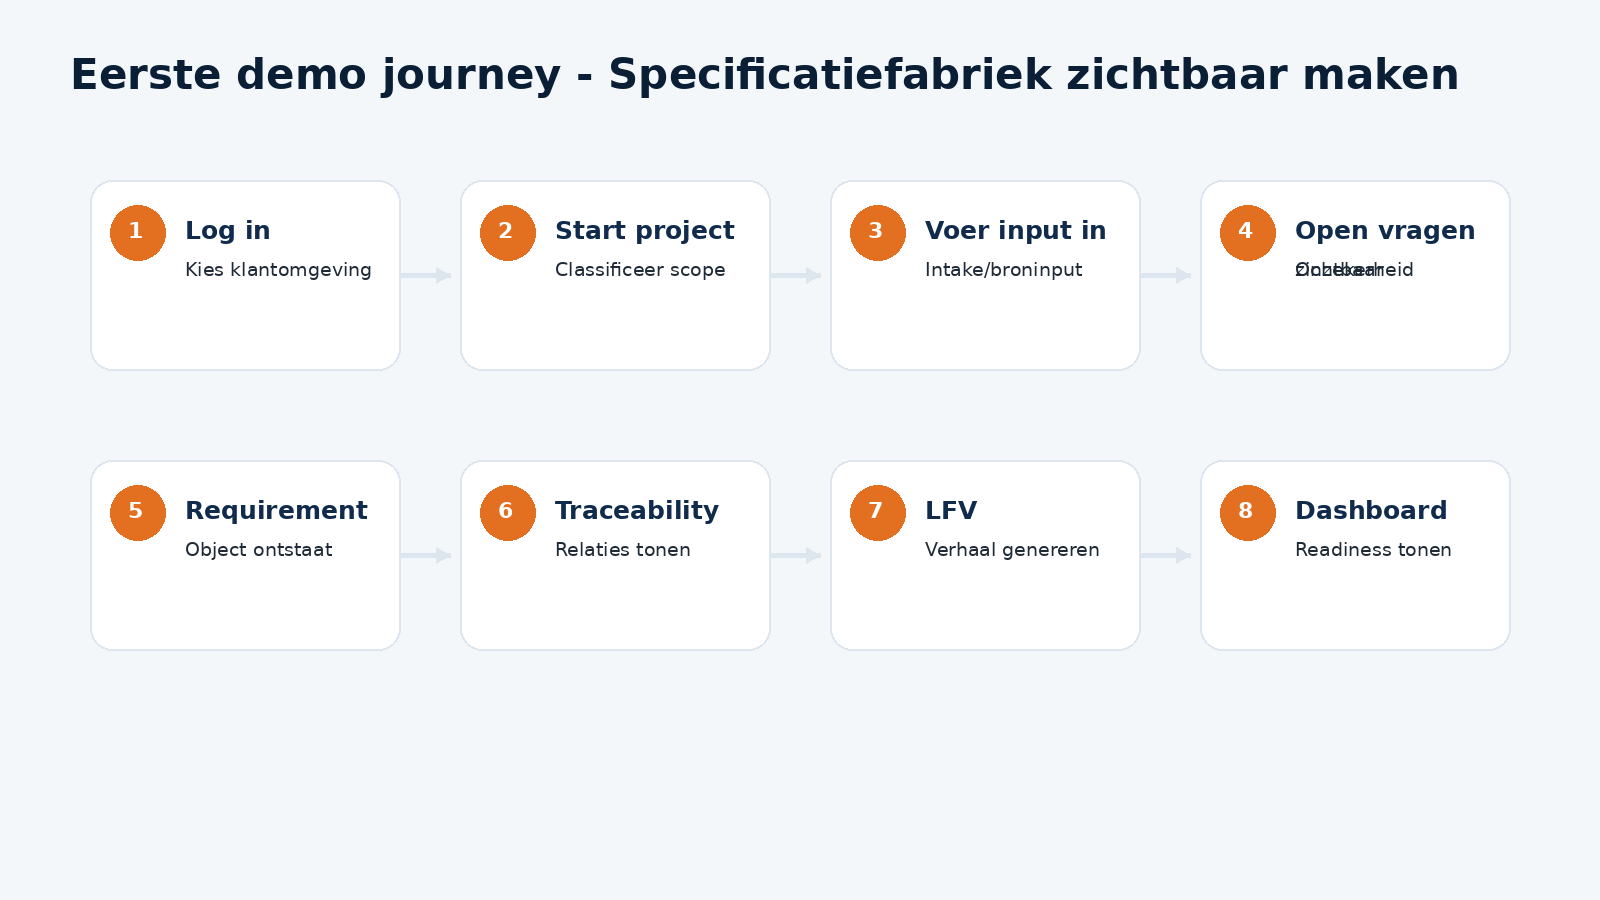 Eerste demo journey - Specificatiefabriek zichtbaar maken
1
Log in
Kies klantomgeving
2
Start project
Classificeer scope
3
Voer input in
Intake/broninput
4
Open vragen
Onzekerheid
zichtbaar
5
Requirement
Object ontstaat
6
Traceability
Relaties tonen
7
LFV
Verhaal genereren
8
Dashboard
Readiness tonen